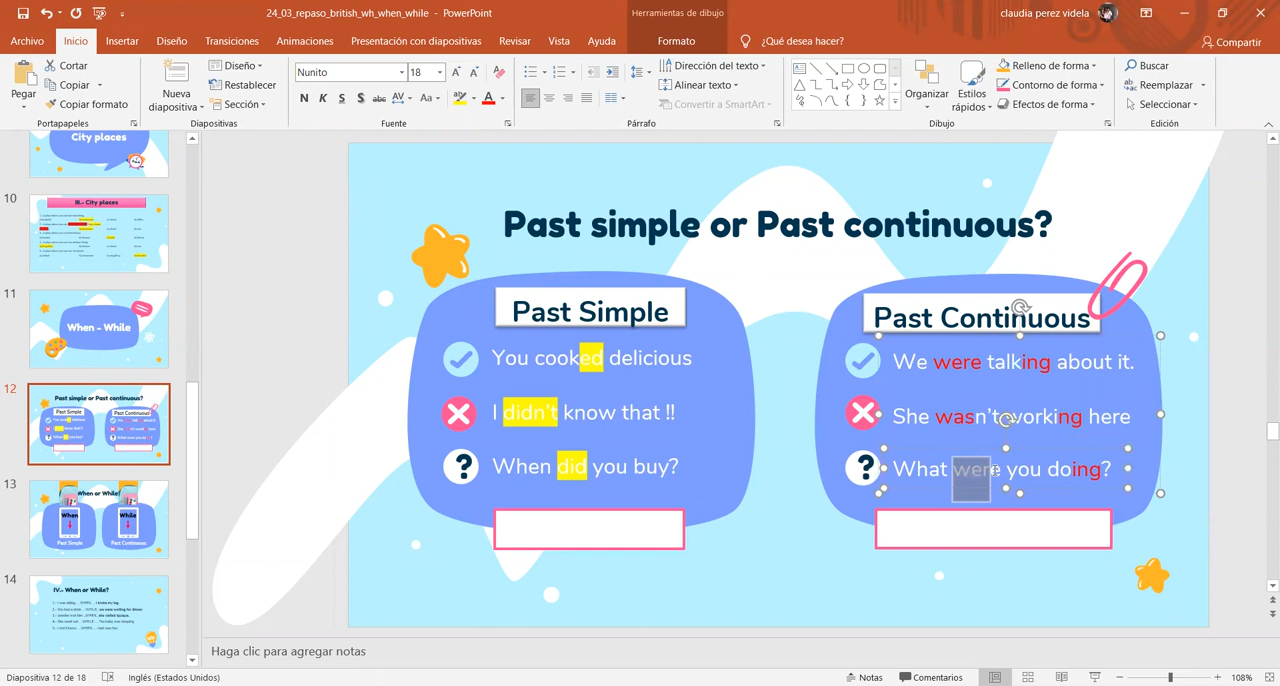 24_03_repaso_british_wh_when_while - PowerPoint
Herramientas de dibujo
claudia perez videla
Archivo Inicio Insertar Diseño Transiciones Animaciones Presentación con diapositivas Revisar Vista Ayuda Formato ¿Qué desea hacer? Compartir
Pegar
Cortar
Copiar
Copiar formato
Portapapeles
Nueva diapositiva
Diseño
Restablecer
Sección
Diapositivas
Nunito 18
N K S S abc AV Aa A
Fuente
Dirección del texto
Alinear texto
Convertir a SmartArt
Párrafo
Organizar
Estilos rápidos
Relleno de forma
Contorno de forma
Efectos de forma
Dibujo
Buscar
Reemplazar
Seleccionar
Edición
City places
10
III.- City places
11
When - While
12
Past simple or Past continuous?
Past Simple
Past Continuous
13
When or While?
When
While
Past Simple
Past Continuous
14
IV.- When or While?
Past simple or Past continuous?
Past Simple
You cooked delicious
I didn't know that !!
When did you buy?
Past Continuous
We were talking about it.
She wasn't working here
What were you doing?
Haga clic para agregar notas
Diapositiva 12 de 18 Inglés (Estados Unidos) Notas Comentarios 108%